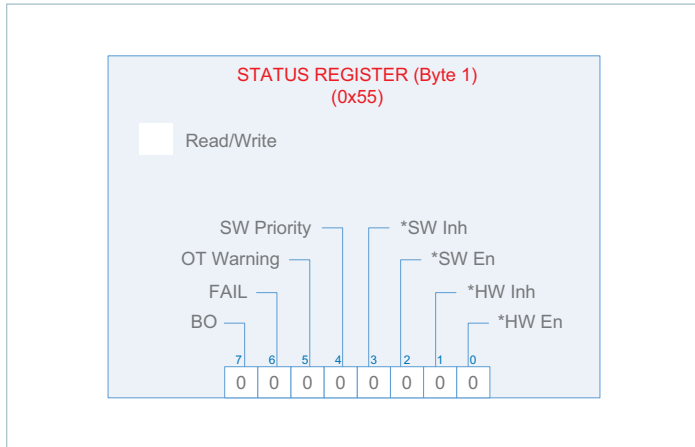 STATUS REGISTER (Byte 1)
(0x55)
Read/Write
SW Priority *SW Inh
OT Warning *SW En
FAIL *HW Inh
BO *HW En
7 6 5 4 3 2 1 0
0 0 0 0 0 0 0 0